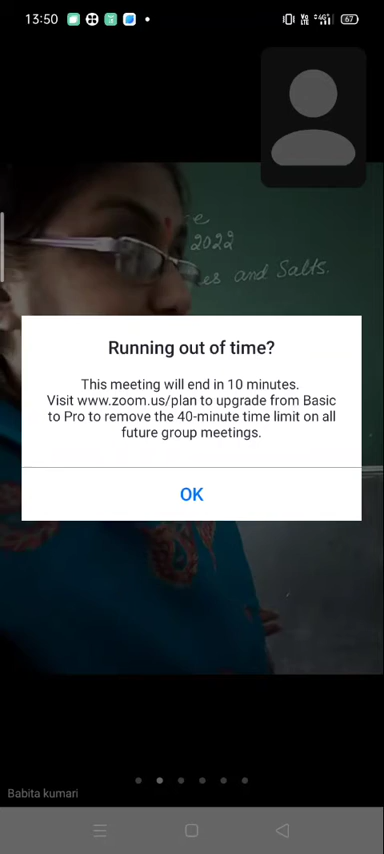 13:50
67
ce
2022
es and Salts.
Running out of time?
This meeting will end in 10 minutes.
Visit www.zoom.us/plan to upgrade from Basic
to Pro to remove the 40-minute time limit on all
future group meetings.
OK
Babita kumari